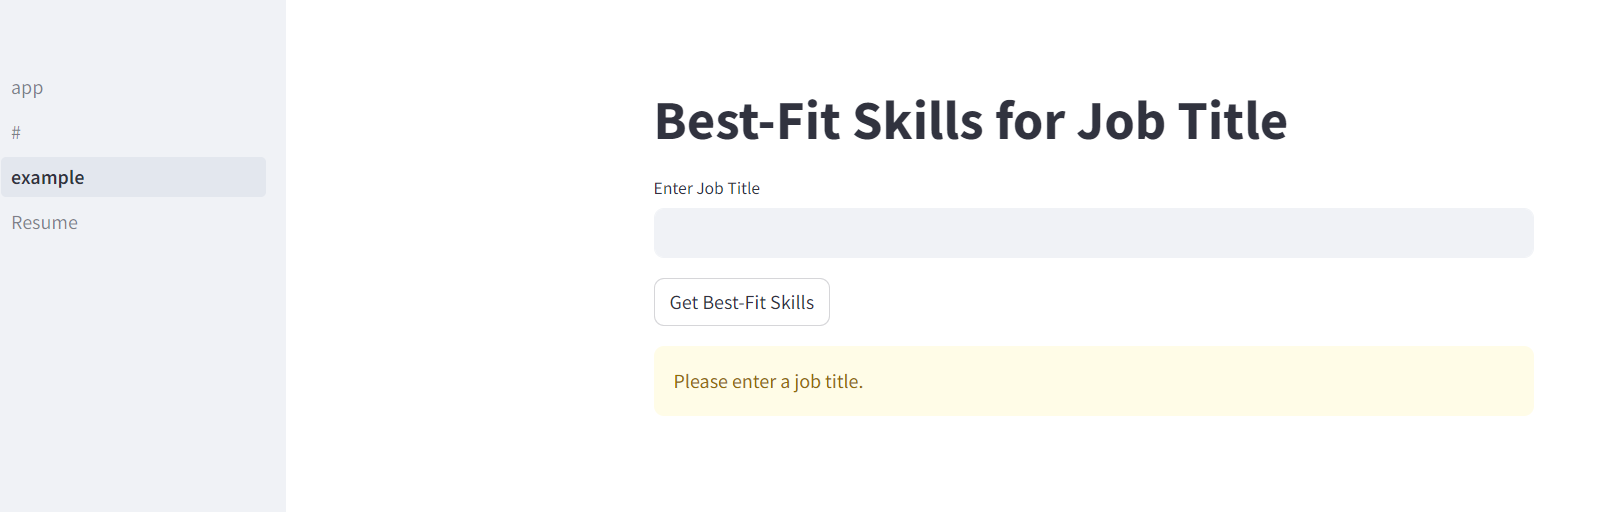 app
#
example
Resume
Best-Fit Skills for Job Title
Enter Job Title
Get Best-Fit Skills
Please enter a job title.